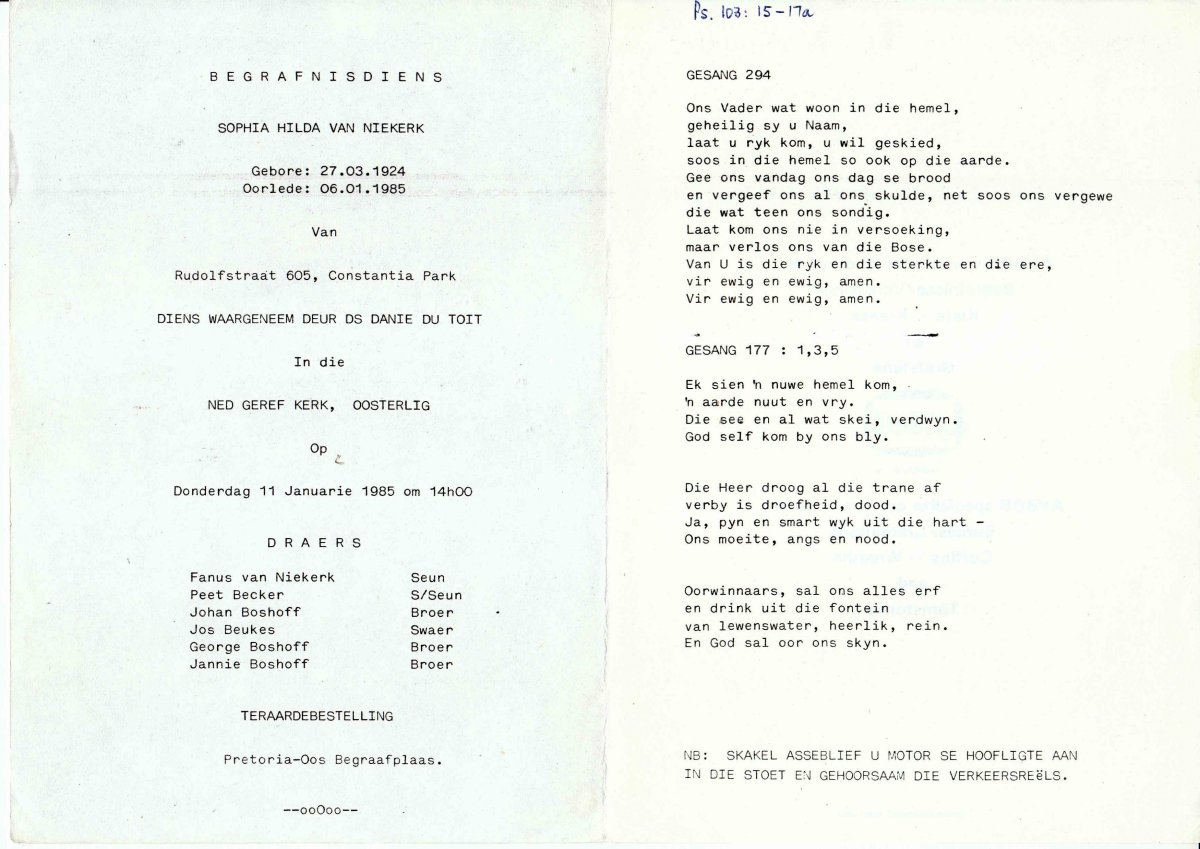 BEGRAFNISDIENS
SOPHIA HILDA VAN NIEKERK
Gebore: 27.03.1924
Oorlede: 06.01.1985
Van
Rudolfstraat 605, Constantia Park
DIENS WAARGENEEM DEUR DS DANIE DU TOIT
In die
NED GEREF KERK, OOSTERLIG
Op
Donderdag 11 Januarie 1985 om 14h00
DRAERS
Fanus van Niekerk Seun
Peet Becker S/Seun
Johan Boshoff Broer
Jos Beukes Swaer
George Boshoff Broer
Jannie Boshoff Broer
TERAARDEBESTELLING
Pretoria-Oos Begraafplaas.
--ooOoo--
Ps. 103: 15-17a
GESANG 294
Ons Vader wat woon in die hemel,
geheilig sy u Naam,
laat u ryk kom, u wil geskied,
soos in die hemel so ook op die aarde.
Gee ons vandag ons dag se brood
en vergeef ons al ons skulde, net soos ons vergewe
die wat teen ons sondig.
Laat kom ons nie in versoeking,
maar verlos ons van die Bose.
Van U is die ryk en die sterkte en die ere,
vir ewig en ewig, amen.
Vir ewig en ewig, amen.
GESANG 177 : 1,3,5
Ek sien 'n nuwe hemel kom,
'n aarde nuut en vry.
Die see en al wat skei, verdwyn.
God self kom by ons bly.
Die Heer droog al die trane af
verby is droefheid, dood.
Ja, pyn en smart wyk uit die hart -
Ons moeite, angs en nood.
Oorwinnaars, sal ons alles erf
en drink uit die fontein
van lewenswater, heerlik, rein.
En God sal oor ons skyn.
NB: SKAKEL ASSEBLIEF U MOTOR SE HOOFLIGTE AAN
IN DIE STOET EN GEHOORSAAM DIE VERKEERSREËLS.